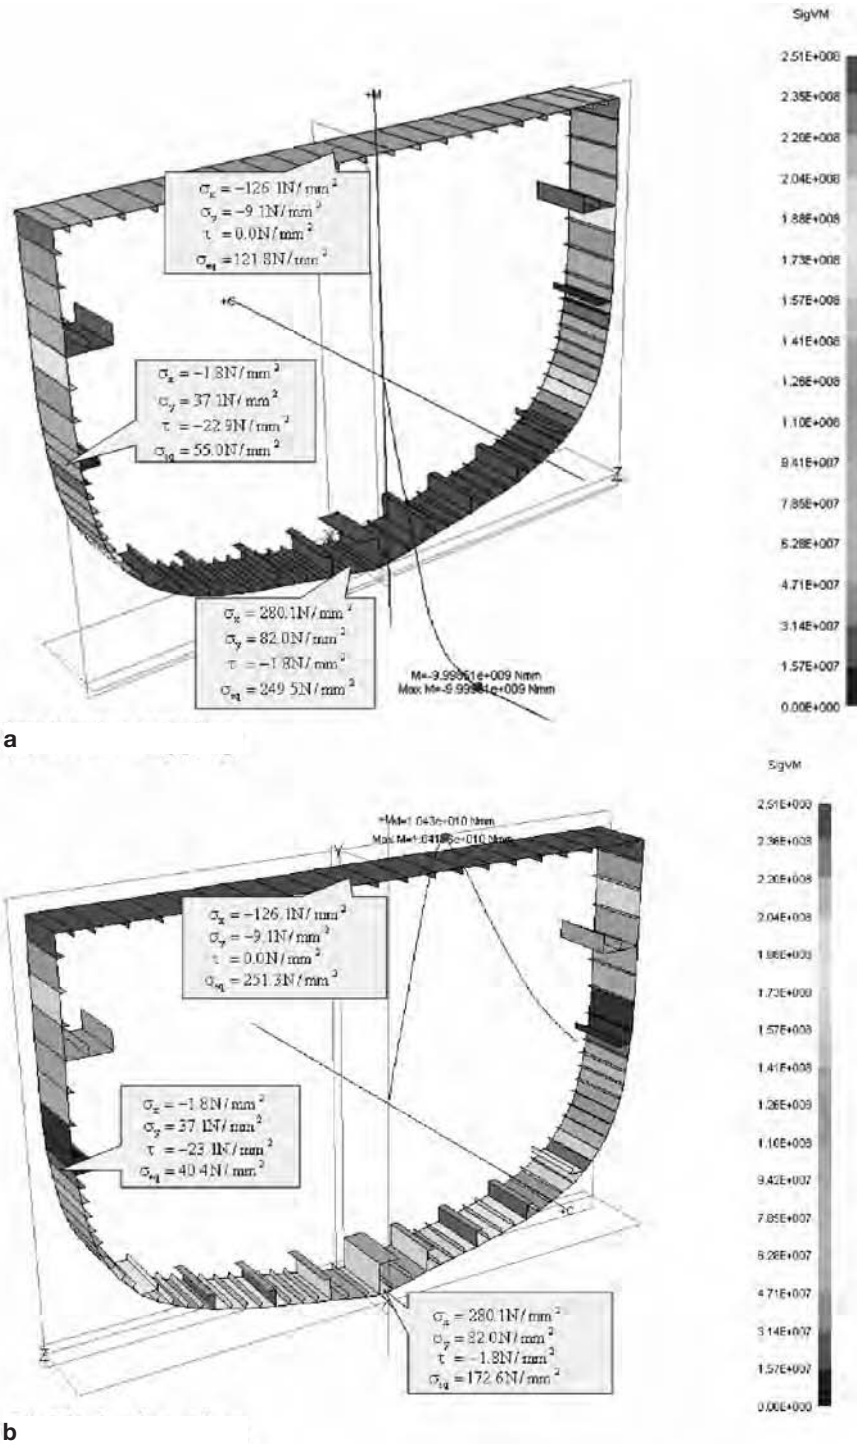 SigVM
2.51E+008
2.35E+008
2.20E+008
2.04E+008
1.88E+008
1.73E+008
1.57E+008
1.41E+008
1.26E+008
1.10E+008
9.41E+007
7.85E+007
6.28E+007
4.71E+007
3.14E+007
1.57E+007
0.00E+000
+M
σx = −126.1N/mm²
σy = −9.1N/mm²
τ = 0.0N/mm²
σeq = 121.8N/mm²
+C
σx = −1.8N/mm²
σy = 37.1N/mm²
τ = −22.9N/mm²
σeq = 55.0N/mm²
Z
σx = 280.1N/mm²
σy = 82.0N/mm²
τ = −1.8N/mm²
σeq = 249.5N/mm²
Nmm
Max Nmm
a
SigVM
2.51E+008
2.36E+008
2.20E+008
2.04E+008
1.88E+008
1.73E+008
1.57E+008
1.41E+008
1.26E+008
1.10E+008
9.42E+007
7.85E+007
6.28E+007
4.71E+007
3.14E+007
1.57E+007
0.00E+000
Nmm
Max Nmm
Y
σx = −126.1N/mm²
σy = −9.1N/mm²
τ = 0.0N/mm²
σeq = 251.3N/mm²
σx = −1.8N/mm²
σy = 37.1N/mm²
τ = −23.1N/mm²
σeq = 40.4N/mm²
+C
Z
σx = 280.1N/mm²
σy = 82.0N/mm²
τ = −1.8N/mm²
σeq = 172.6N/mm²
b